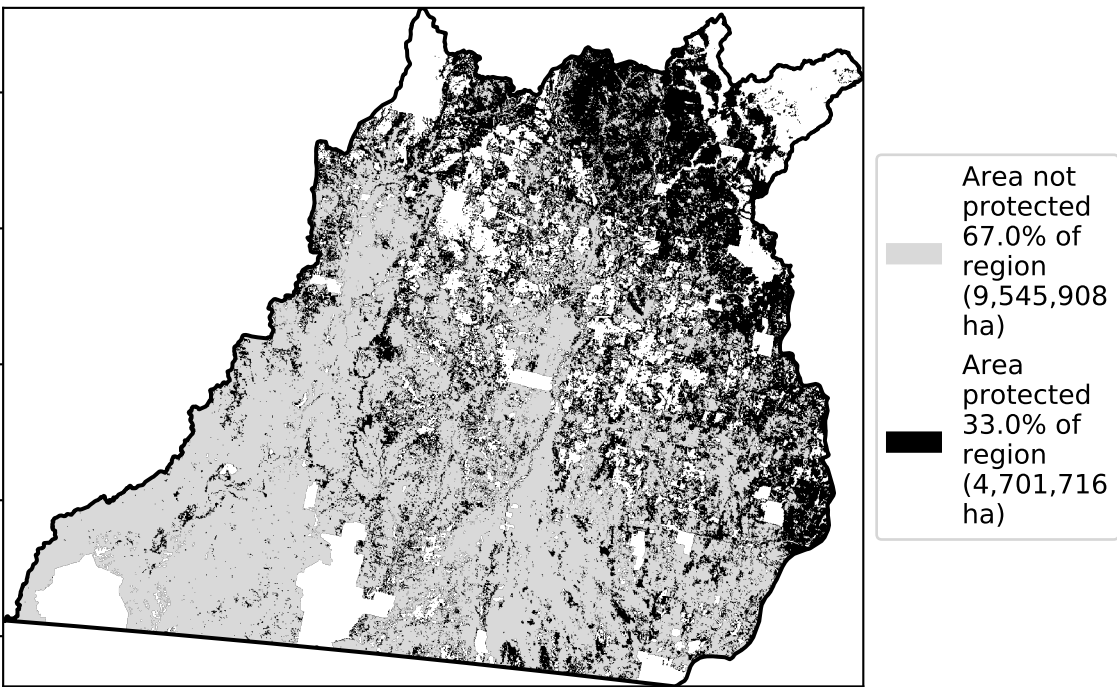 Area not
protected
67.0% of
region
(9,545,908
ha)
Area
protected
33.0% of
region
(4,701,716
ha)